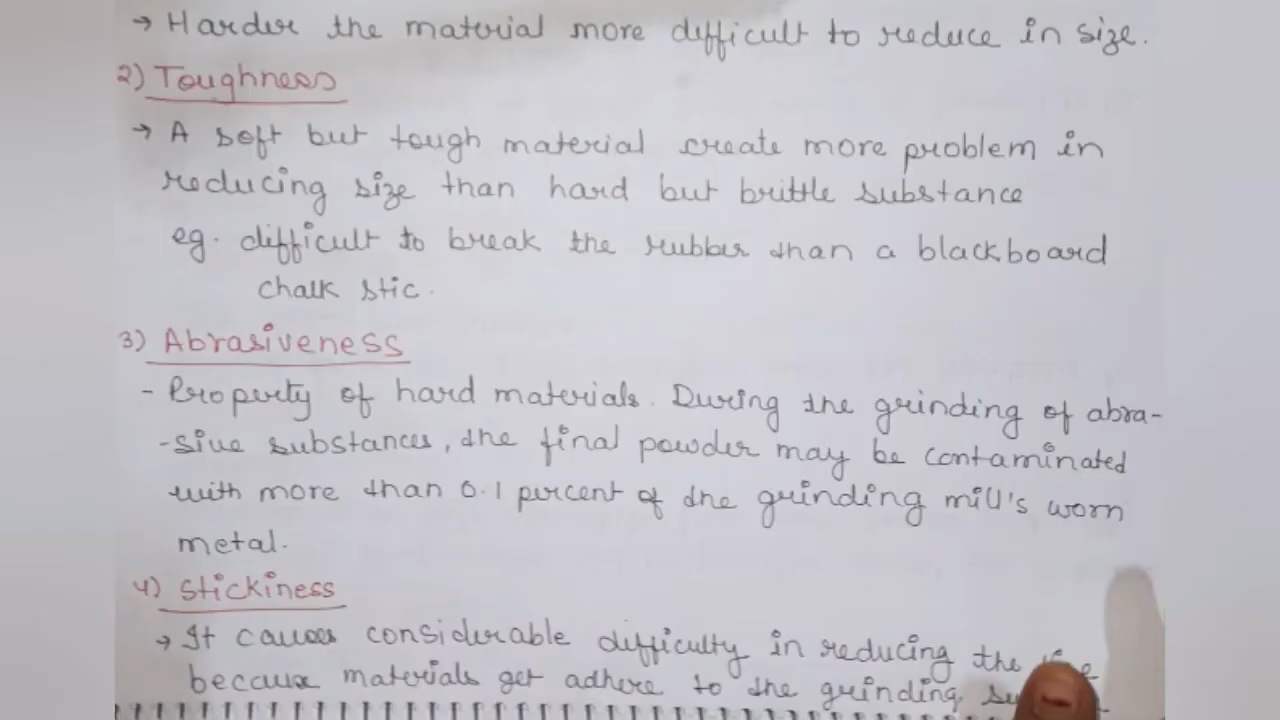 → Harder the material more difficult to reduce in size.
2) Toughness
→ A soft but tough material create more problem in
reducing size than hard but brittle substance
eg. difficult to break the rubber than a blackboard
chalk stic.
3) Abrasiveness
- Property of hard materials. During the grinding of abra-
-sive substances, the final powder may be contaminated
with more than 0.1 percent of the grinding mill's worn
metal.
4) Stickiness
→ It causes considerable difficulty in reducing the
because materials get adhere to the grinding